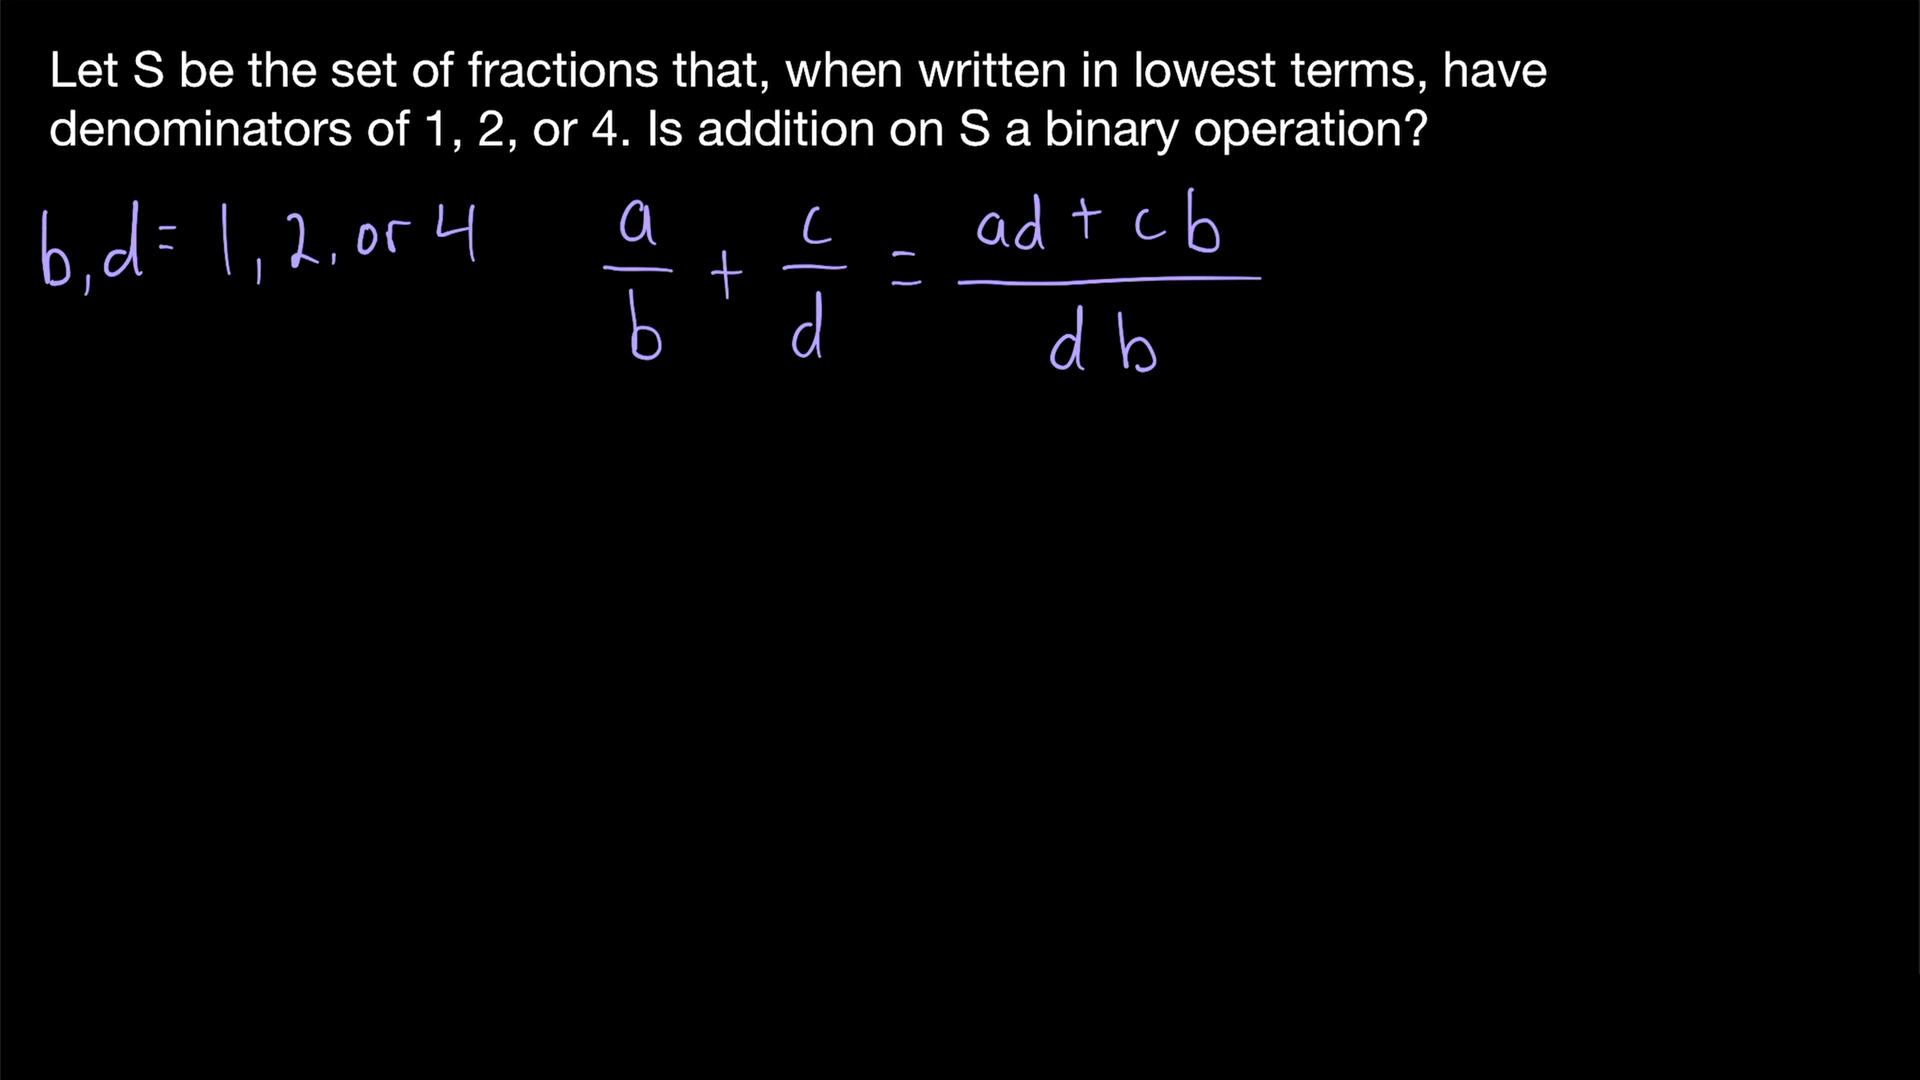 Let S be the set of fractions that, when written in lowest terms, have
denominators of 1, 2, or 4. Is addition on S a binary operation?
b, d = 1, 2, or 4
a/b + c/d = ad + cb / db